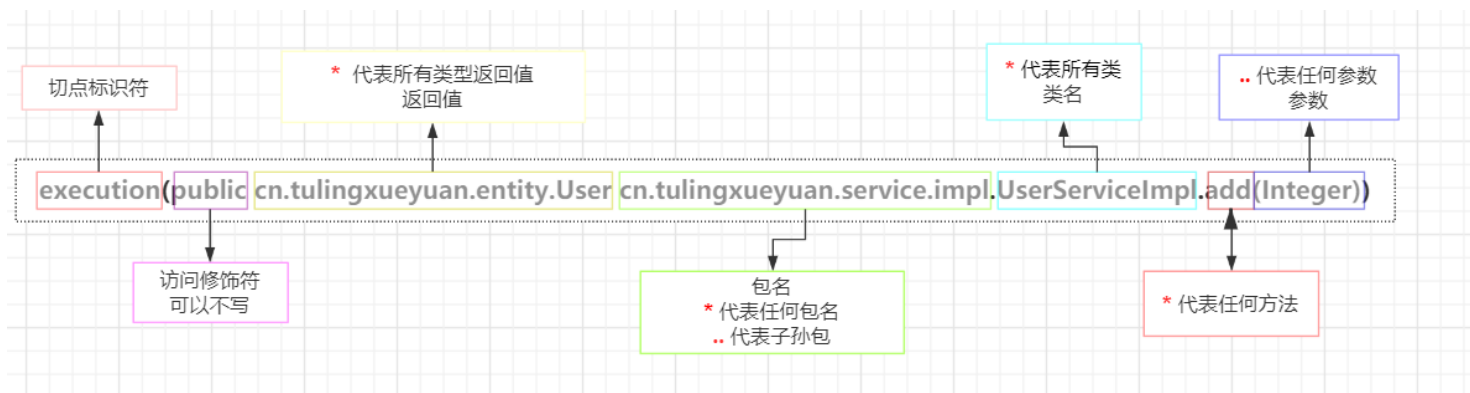 切点标识符
* 代表所有类型返回值
返回值
* 代表所有类
类名
.. 代表任何参数
参数
execution(public cn.tulingxueyuan.entity.User cn.tulingxueyuan.service.impl.UserServiceImpl.add(Integer))
访问修饰符
可以不写
包名
* 代表任何包名
.. 代表子孙包
* 代表任何方法